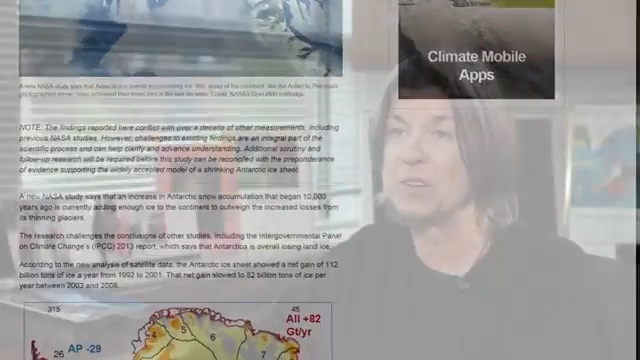 Climate Mobile
Apps
A new NASA study says that Antarctica is overall accumulating ice. Still, areas of the continent, like the Antarctic Peninsula
photographed above, have increased their mass loss in the last decades. Credit: NASA's Operation IceBridge
NOTE: The findings reported here conflict with over a decade of other measurements, including
previous NASA studies. However, challenges to existing findings are an integral part of the
scientific process and can help clarify and advance understanding. Additional scrutiny and
follow-up research will be required before this study can be reconciled with the preponderance
of evidence supporting the widely accepted model of a shrinking Antarctic ice sheet.
A new NASA study says that an increase in Antarctic snow accumulation that began 10,000
years ago is currently adding enough ice to the continent to outweigh the increased losses from
its thinning glaciers.
The research challenges the conclusions of other studies, including the Intergovernmental Panel
on Climate Change's (IPCC) 2013 report, which says that Antarctica is overall losing land ice.
According to the new analysis of satellite data, the Antarctic ice sheet showed a net gain of 112
billion tons of ice a year from 1992 to 2001. That net gain slowed to 82 billion tons of ice per
year between 2003 and 2008.
315
45
All +82
Gt/yr
4
5
6
7
26
AP -29